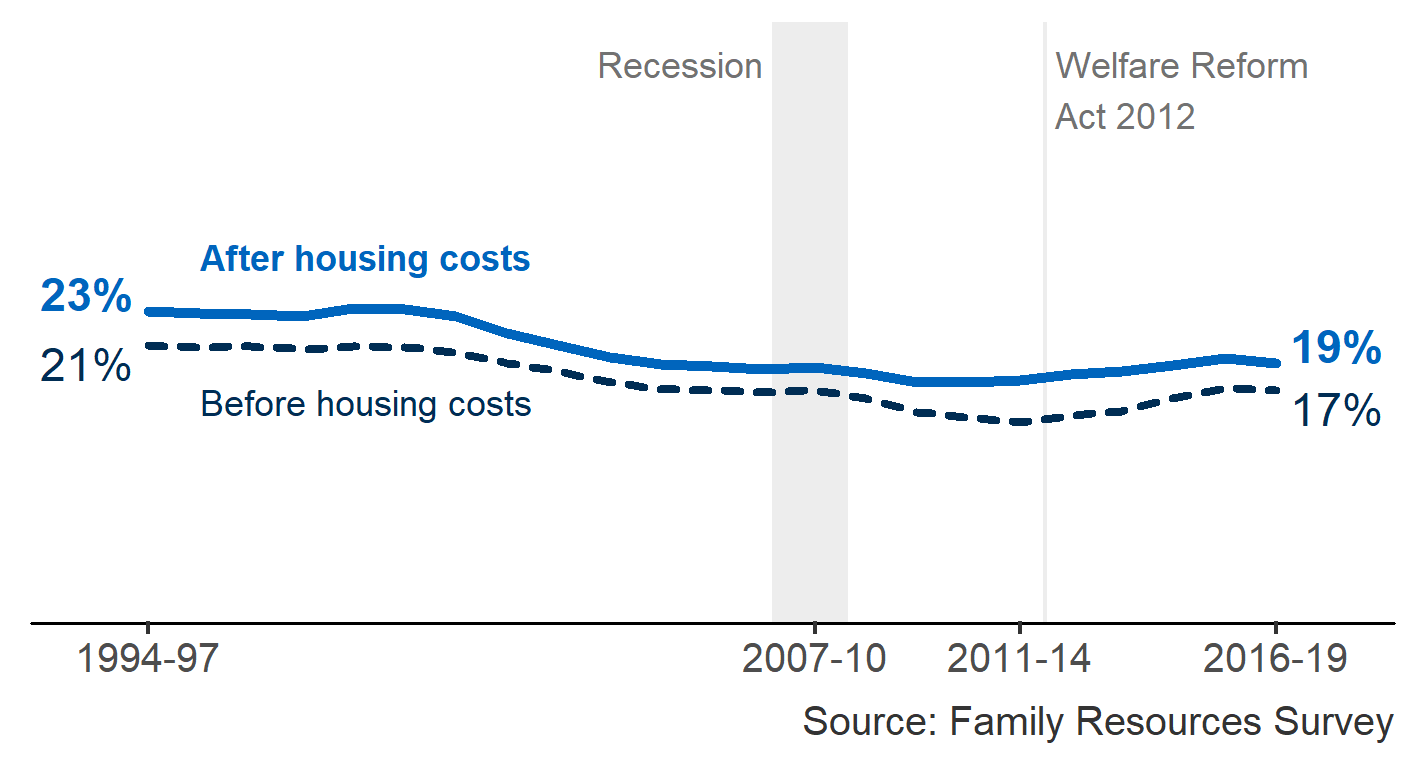 Recession
Welfare Reform
Act 2012
After housing costs
23%
21%
Before housing costs
19%
17%
1994-97
2007-10
2011-14
2016-19
Source: Family Resources Survey